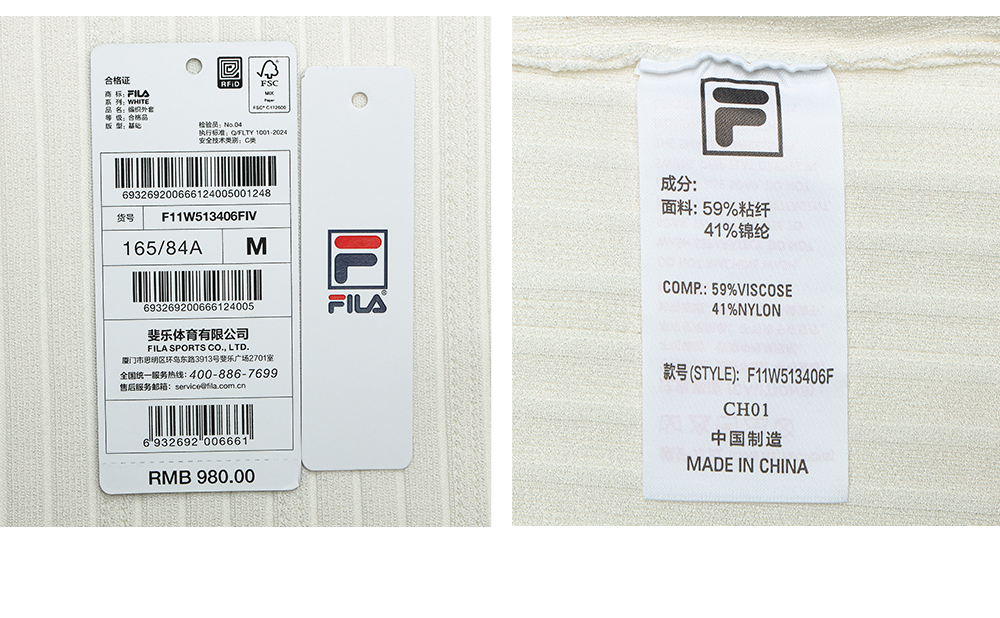 合格证
商 标: FILA
系 列: WHITE
品 名: 编织外套
等 级: 合格品
版 型: 基础
RFID
FSC
MIX
Paper
FSC® C172600
检验员: No.04
执行标准: Q/FLTY 1001-2024
安全技术类别: C类
693269200666124005001248
货号 F11W513406FIV
165/84A M
693269200666124005
斐乐体育有限公司
FILA SPORTS CO., LTD.
厦门市思明区环岛东路3913号斐乐广场2701室
全国统一服务热线: 400-886-7699
售后服务邮箱: service@fila.com.cn
6 932692 006661
RMB 980.00
FILA®
成分:
面料: 59%粘纤
41%锦纶
COMP.: 59%VISCOSE
41%NYLON
款号(STYLE): F11W513406F
CH01
中国制造
MADE IN CHINA